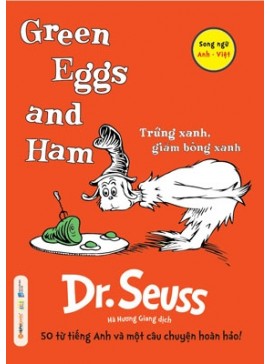 Green
Eggs
and
Ham
Song ngữ
Anh - Việt
Trứng xanh,
giăm bông xanh
Dr. Seuss
Hà Hương Giang dịch
50 từ tiếng Anh và một câu chuyện hoàn hảo!